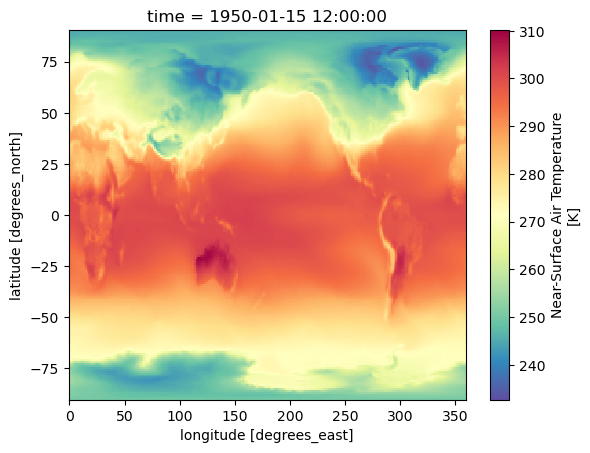 time = 1950-01-15 12:00:00
75
50
25
0
−25
−50
−75
latitude [degrees_north]
0 50 100 150 200 250 300 350
longitude [degrees_east]
310
300
290
280
270
260
250
240
Near-Surface Air Temperature
[K]